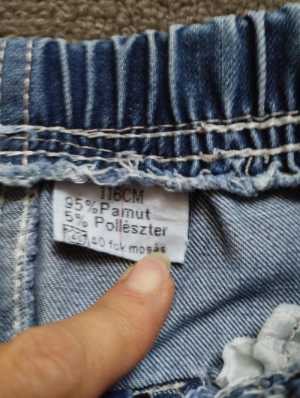 116CM
95%Pamut
5% Poliészter
40 fok mosás